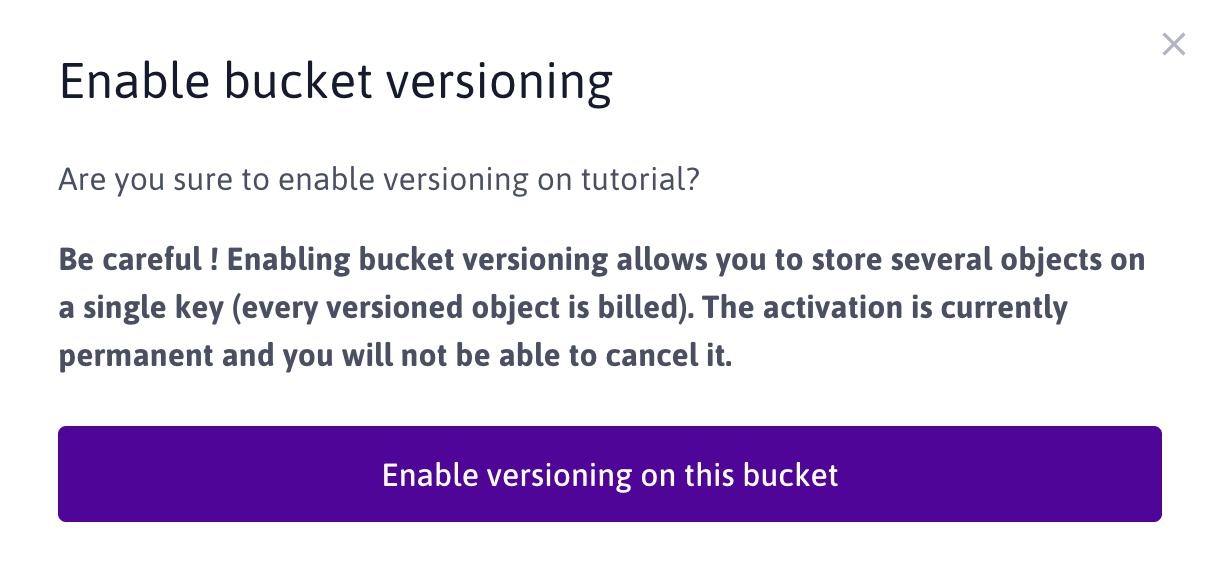 Enable bucket versioning
Are you sure to enable versioning on tutorial?
Be careful ! Enabling bucket versioning allows you to store several objects on
a single key (every versioned object is billed). The activation is currently
permanent and you will not be able to cancel it.
Enable versioning on this bucket